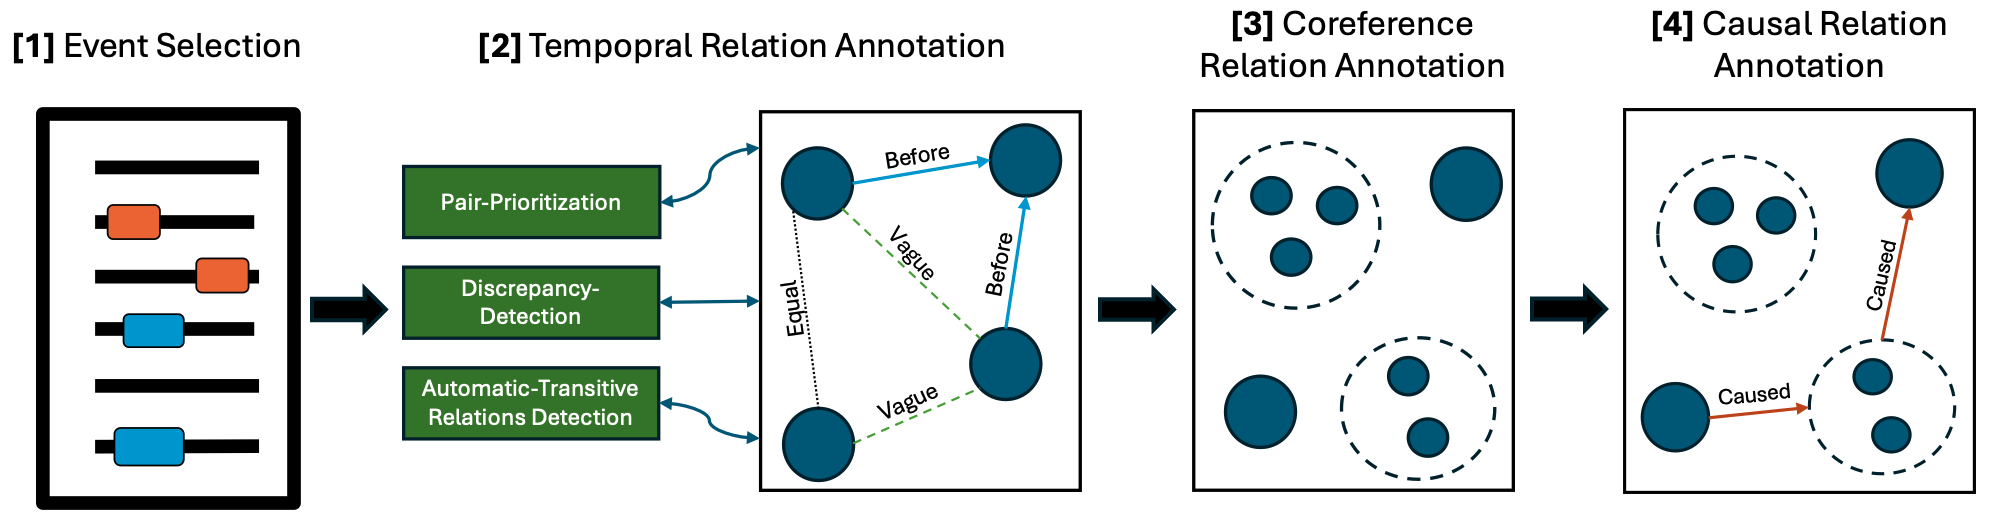 [1] Event Selection
[2] Tempopral Relation Annotation
[3] Coreference
Relation Annotation
[4] Causal Relation
Annotation
Pair-Prioritization
Discrepancy-
Detection
Automatic-Transitive
Relations Detection
Before
Vague
Before
Equal
Vague
Caused
Caused